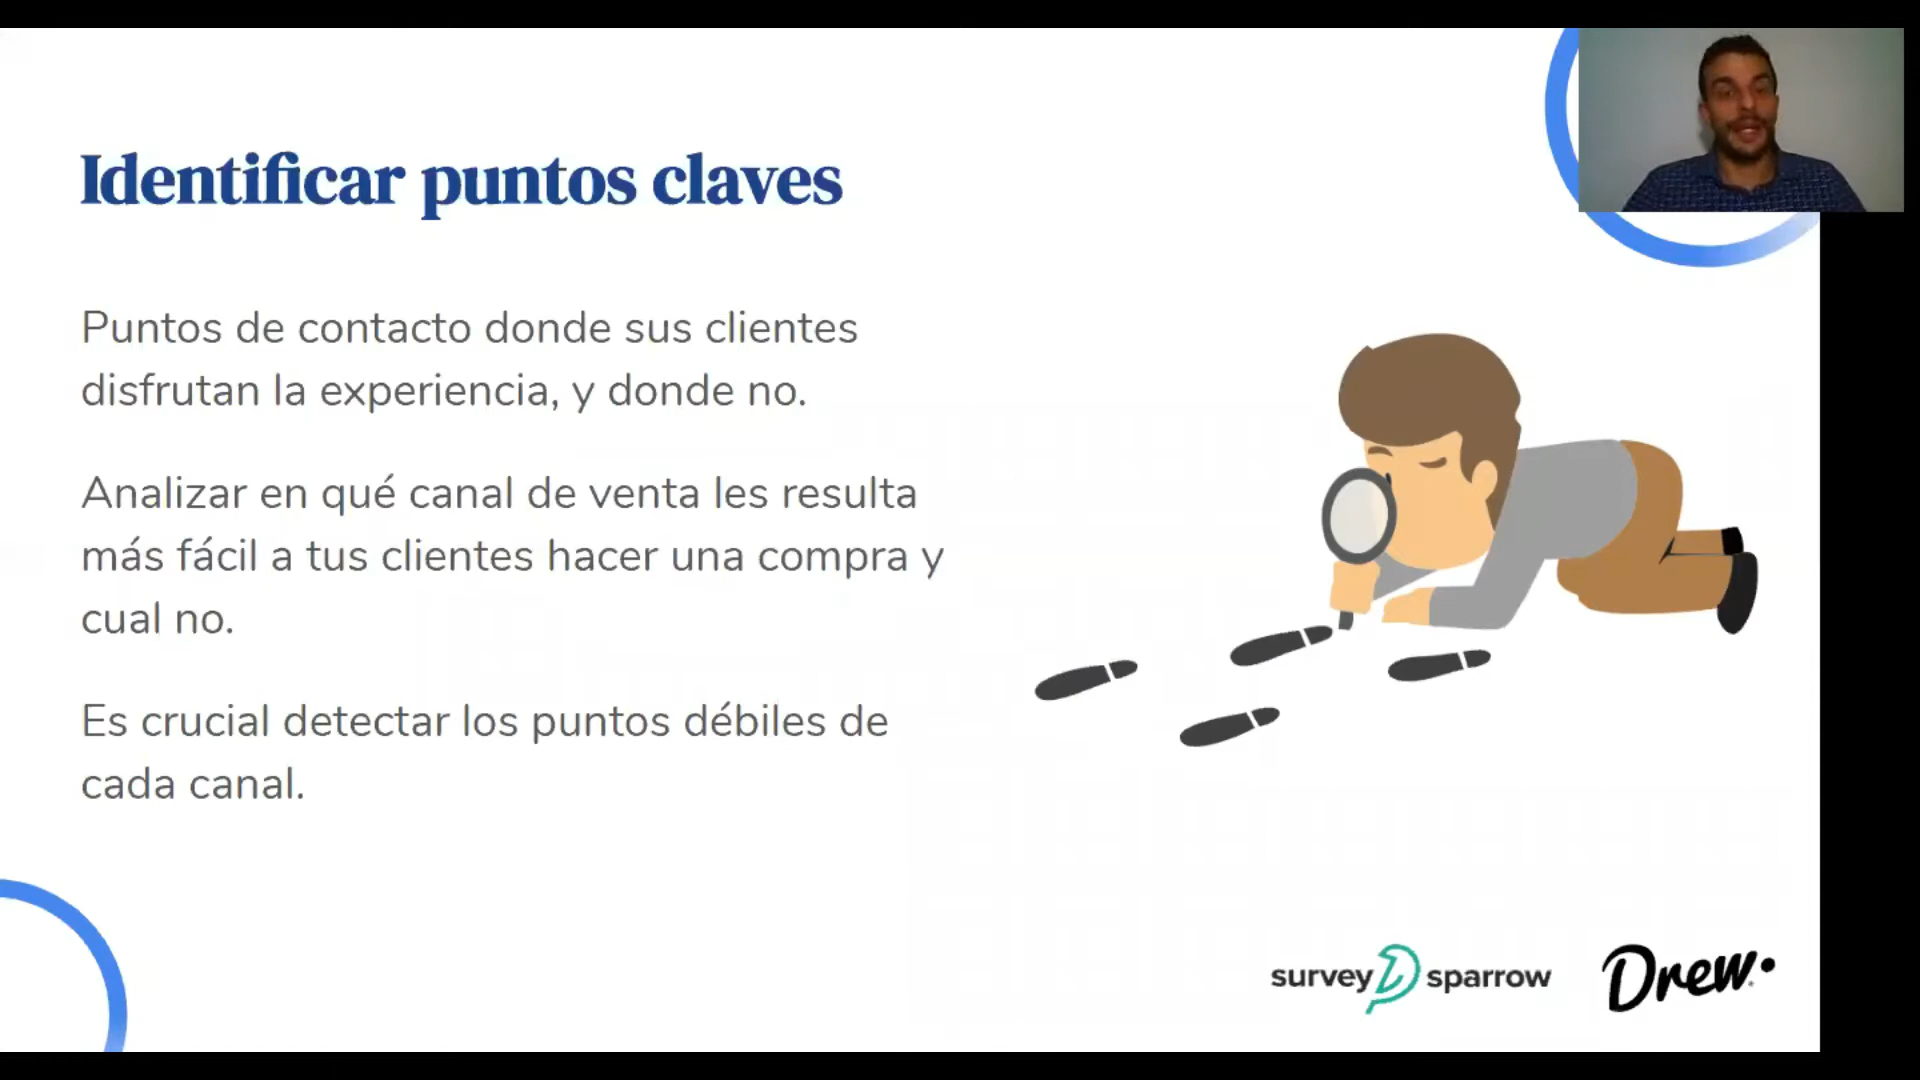 Identificar puntos claves
Puntos de contacto donde sus clientes
disfrutan la experiencia, y donde no.
Analizar en qué canal de venta les resulta
más fácil a tus clientes hacer una compra y
cual no.
Es crucial detectar los puntos débiles de
cada canal.
survey sparrow
Drew